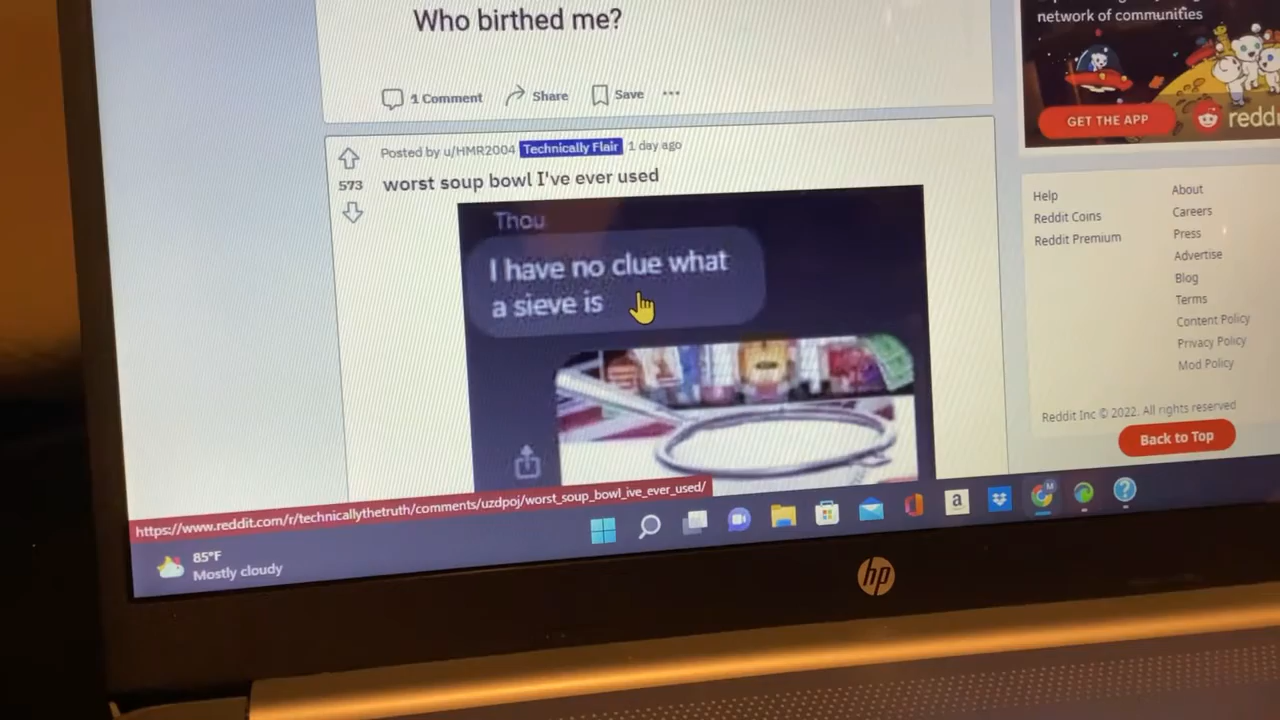 Who birthed me?
1 Comment Share Save
Posted by u/HMR2004 Technically Flair 1 day ago
573
worst soup bowl I've ever used
Thou
I have no clue what
a sieve is
network of communities
GET THE APP
reddi
Help
Reddit Coins
Reddit Premium
About
Careers
Press
Advertise
Blog
Terms
Content Policy
Privacy Policy
Mod Policy
Reddit Inc © 2022. All rights reserved
Back to Top
https://www.reddit.com/r/technicallythetruth/comments/uzdpoj/worst_soup_bowl_ive_ever_used/
85°F
Mostly cloudy
a
M
?
hp